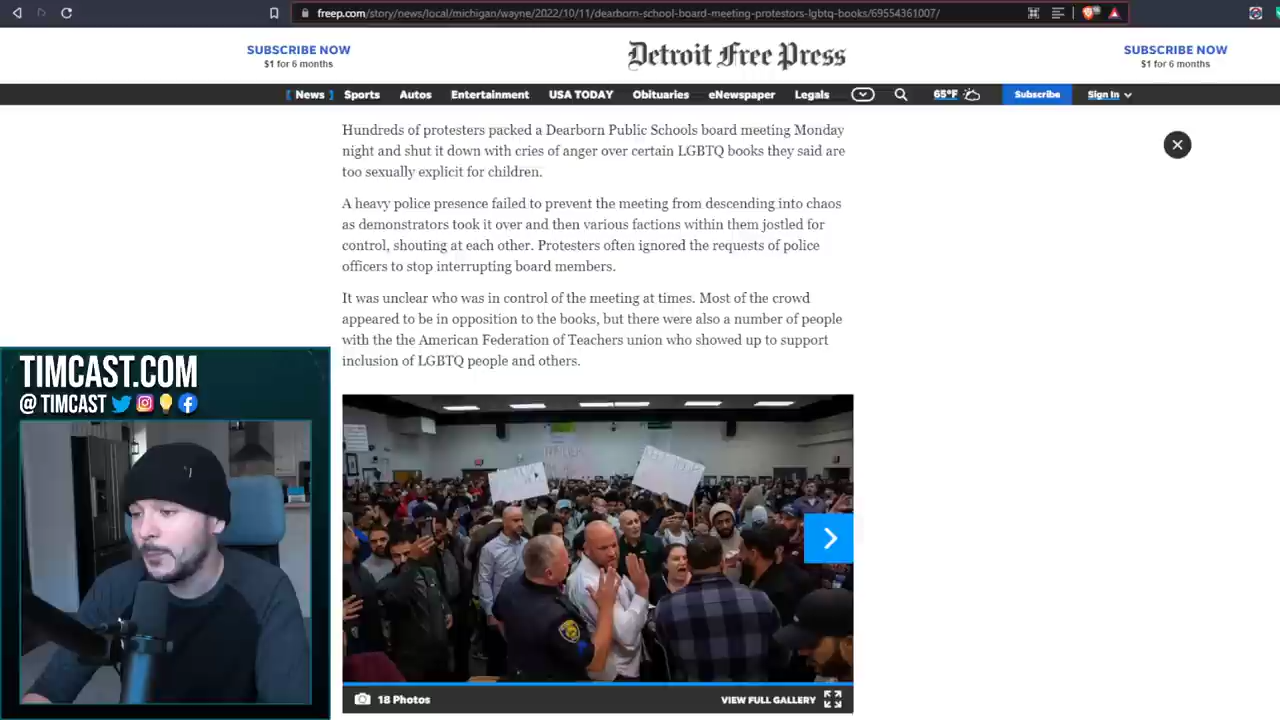 freep.com/story/news/local/michigan/wayne/2022/10/11/dearborn-school-board-meeting-protestors-lgbtq-books/69554361007/
SUBSCRIBE NOW
$1 for 6 months
Detroit Free Press
SUBSCRIBE NOW
$1 for 6 months
News Sports Autos Entertainment USA TODAY Obituaries eNewspaper Legals 65°F Subscribe Sign In
Hundreds of protesters packed a Dearborn Public Schools board meeting Monday
night and shut it down with cries of anger over certain LGBTQ books they said are
too sexually explicit for children.
A heavy police presence failed to prevent the meeting from descending into chaos
as demonstrators took it over and then various factions within them jostled for
control, shouting at each other. Protesters often ignored the requests of police
officers to stop interrupting board members.
It was unclear who was in control of the meeting at times. Most of the crowd
appeared to be in opposition to the books, but there were also a number of people
with the the American Federation of Teachers union who showed up to support
inclusion of LGBTQ people and others.
TIMCAST.COM
@ TIMCAST
18 Photos
VIEW FULL GALLERY